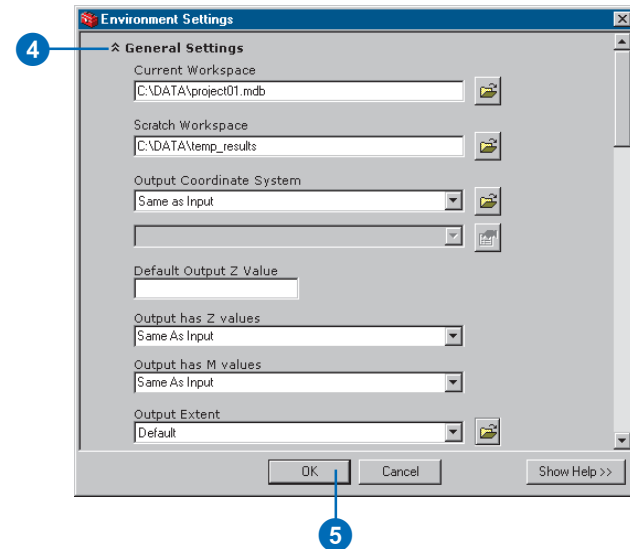 Environment Settings
4
General Settings
Current Workspace
C:\DATA\project01.mdb
Scratch Workspace
C:\DATA\temp_results
Output Coordinate System
Same as Input
Default Output Z Value
Output has Z values
Same As Input
Output has M values
Same As Input
Output Extent
Default
OK Cancel Show Help >>
5